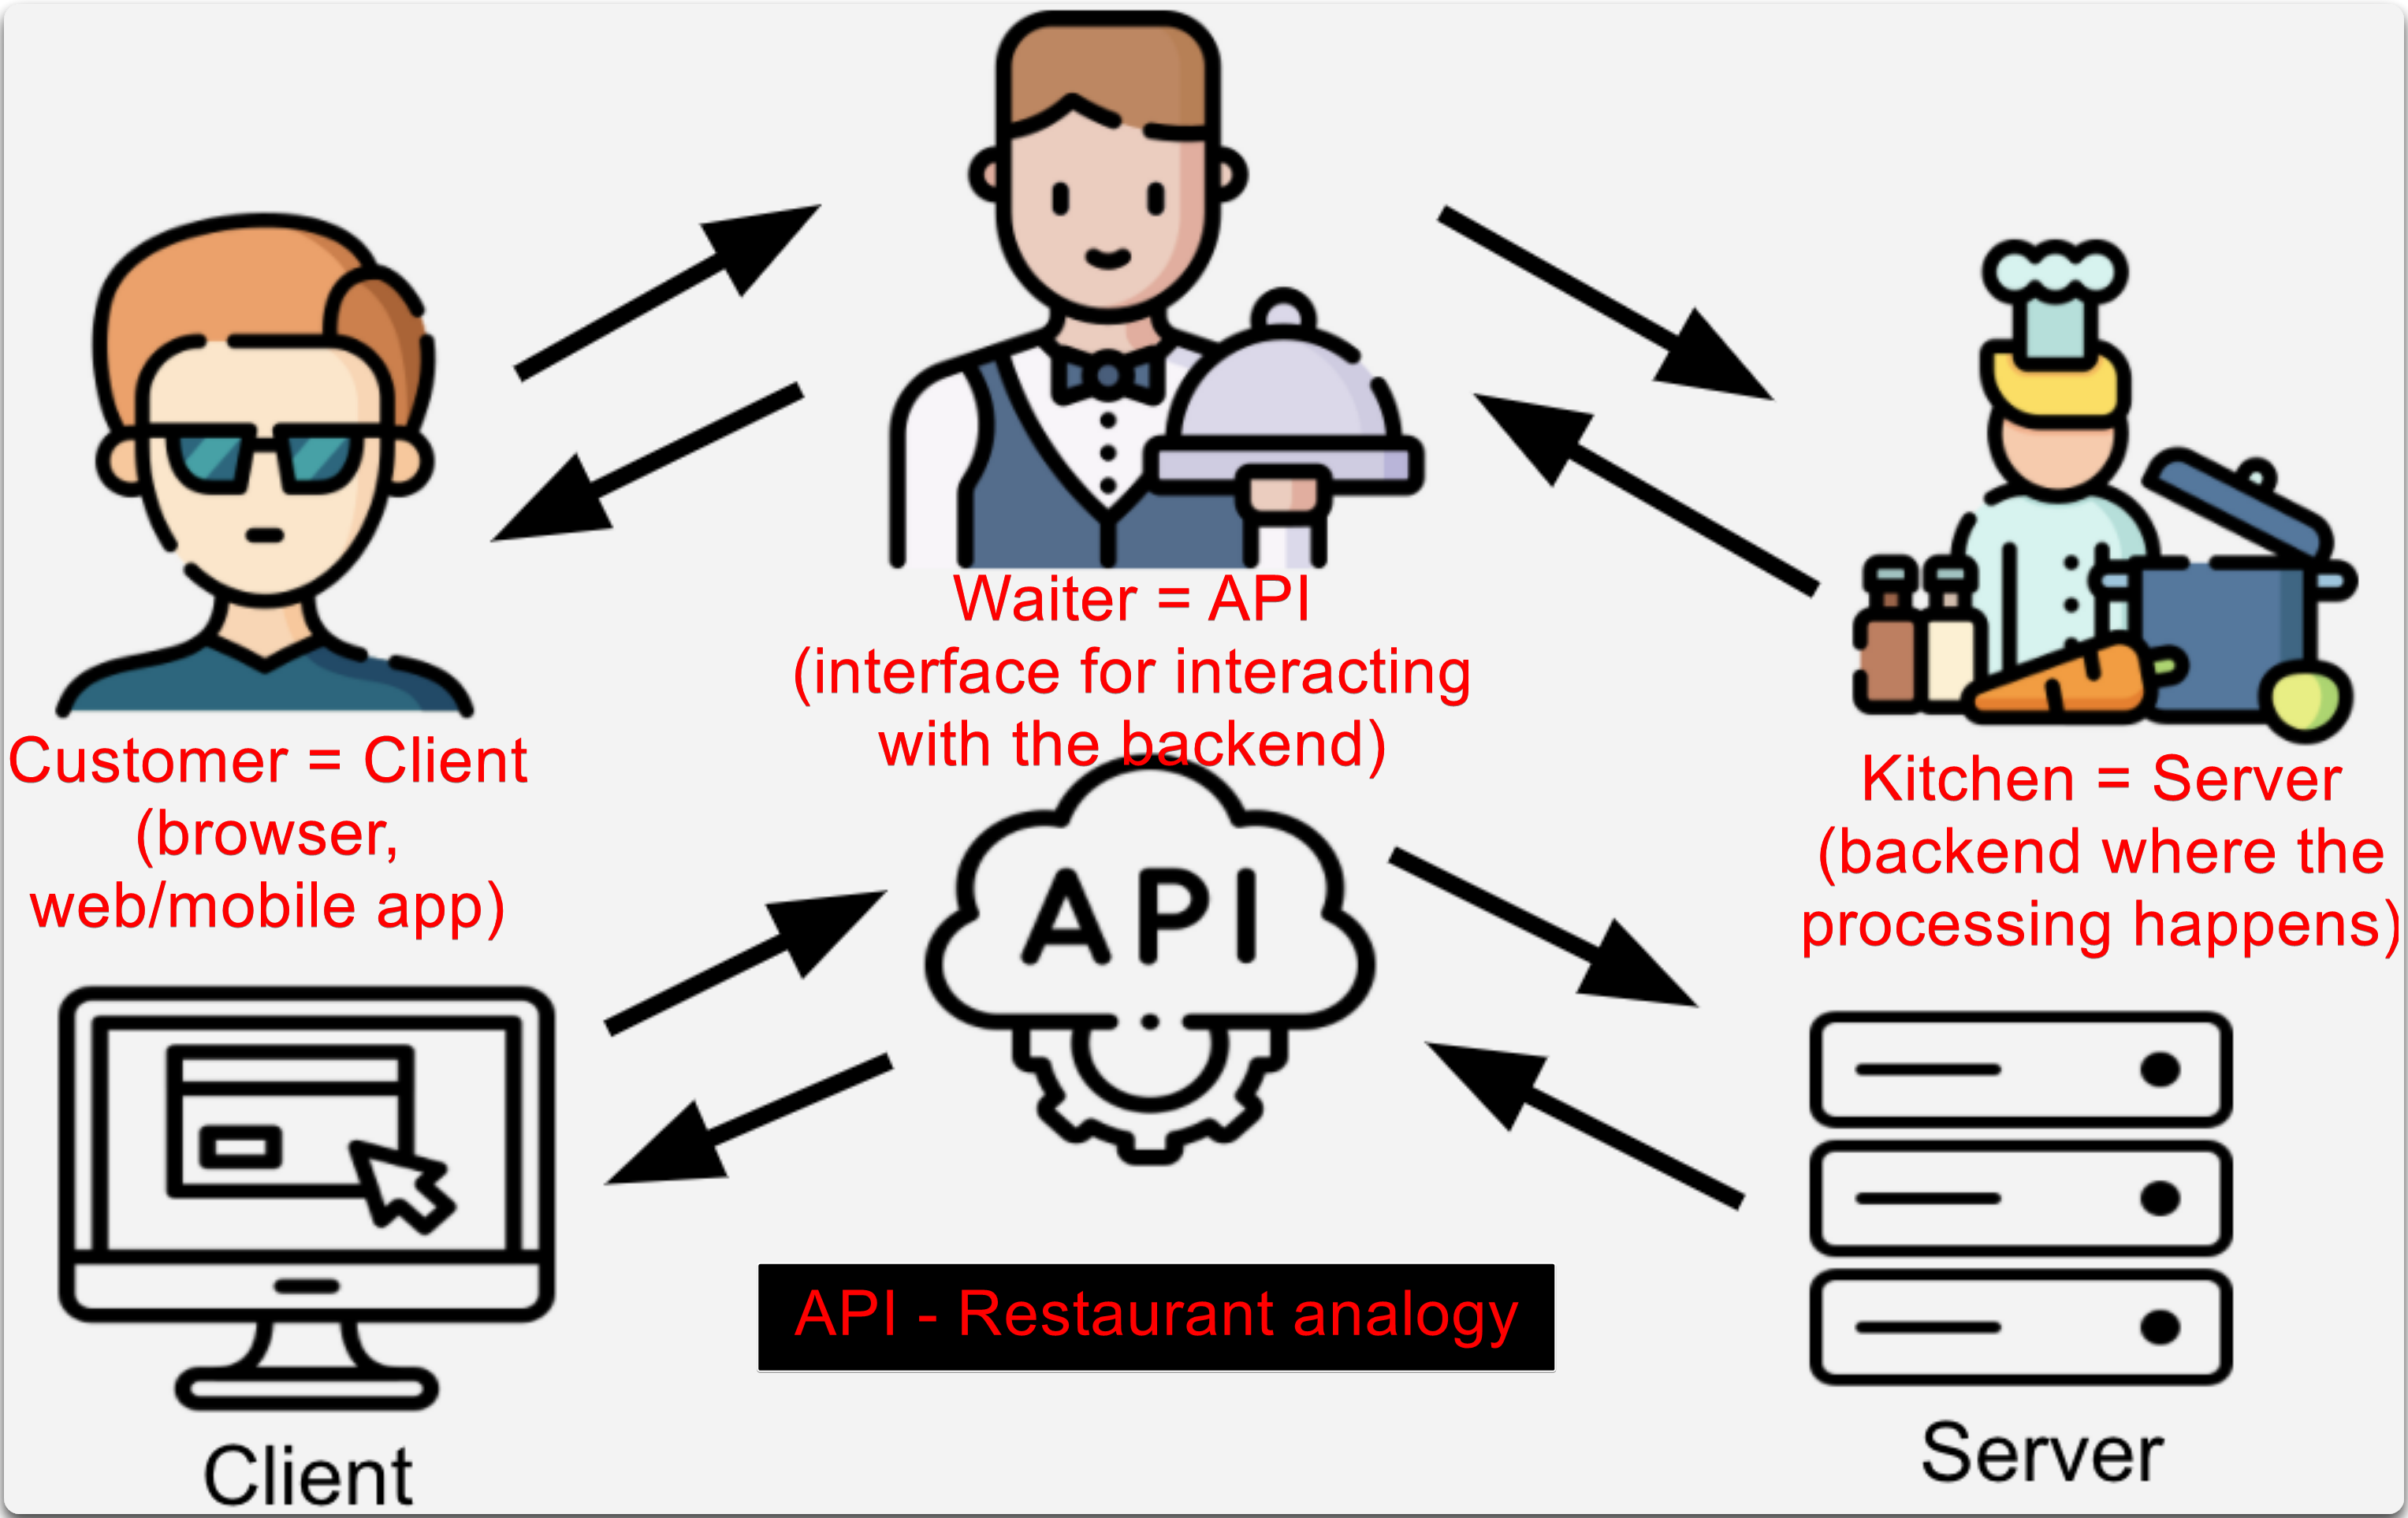 Waiter = API
(interface for interacting
with the backend)
Customer = Client
(browser,
web/mobile app)
Kitchen = Server
(backend where the
processing happens)
API
API - Restaurant analogy
Client
Server